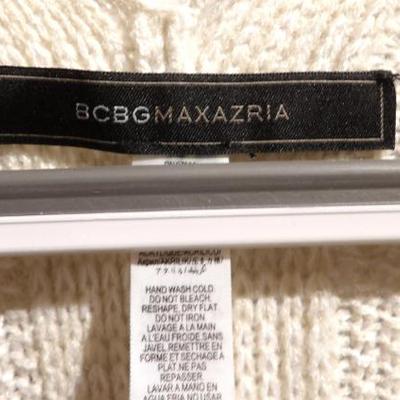 BCBGMAXAZRIA
HAND WASH COLD
DO NOT BLEACH.
RESHAPE, DRY FLAT
DO NOT IRON.
LAVAGE A LA MAIN
A L'EAU FROIDE.SANS
JAVEL.REMETTRE EN
FORME ET SECHAGE A
PLAT. NE PAS
REPASSER.
LAVAR A MANO EN
AGUA FRIA NO USAR